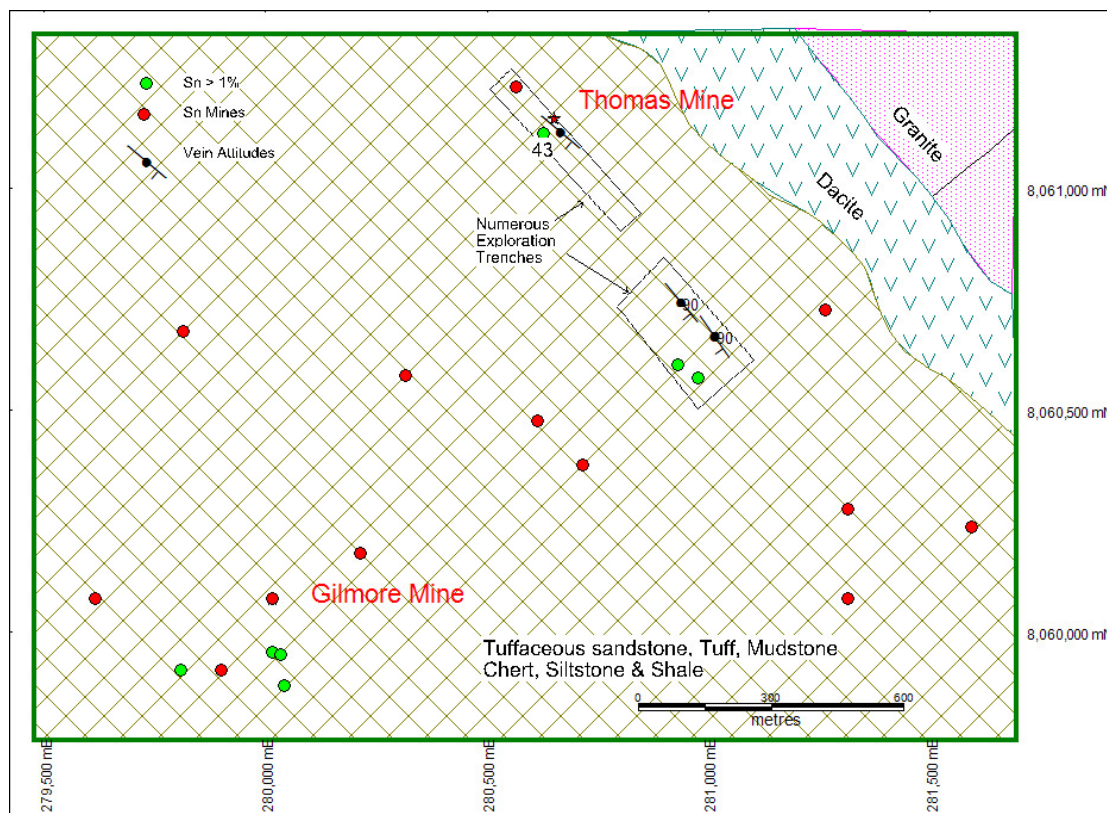 Sn > 1%
Sn Mines
Vein Attitudes
Thomas Mine
43
Granite
Dacite
8,061,000 mN
Numerous
Exploration
Trenches
90
90
8,060,500 mN
Gilmore Mine
8,060,000 mN
Tuffaceous sandstone, Tuff, Mudstone
Chert, Siltstone & Shale
0 300 600
metres
279,500 mE
280,000 mE
280,500 mE
281,000 mE
281,500 mE